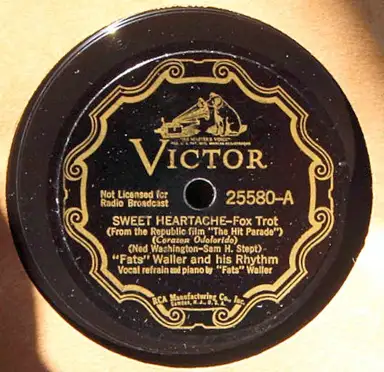 "HIS MASTER'S VOICE"
VICTOR
Not Licensed for
Radio Broadcast
25580-A
SWEET HEARTACHE-Fox Trot
(From the Republic film "The Hit Parade")
(Corazon Odolorido)
(Ned Washington-Sam H. Stept)
"Fats" Waller and his Rhythm
Vocal refrain and piano by "Fats" Waller
RCA Manufacturing Co., Inc.
CAMDEN, N.J., U.S.A.